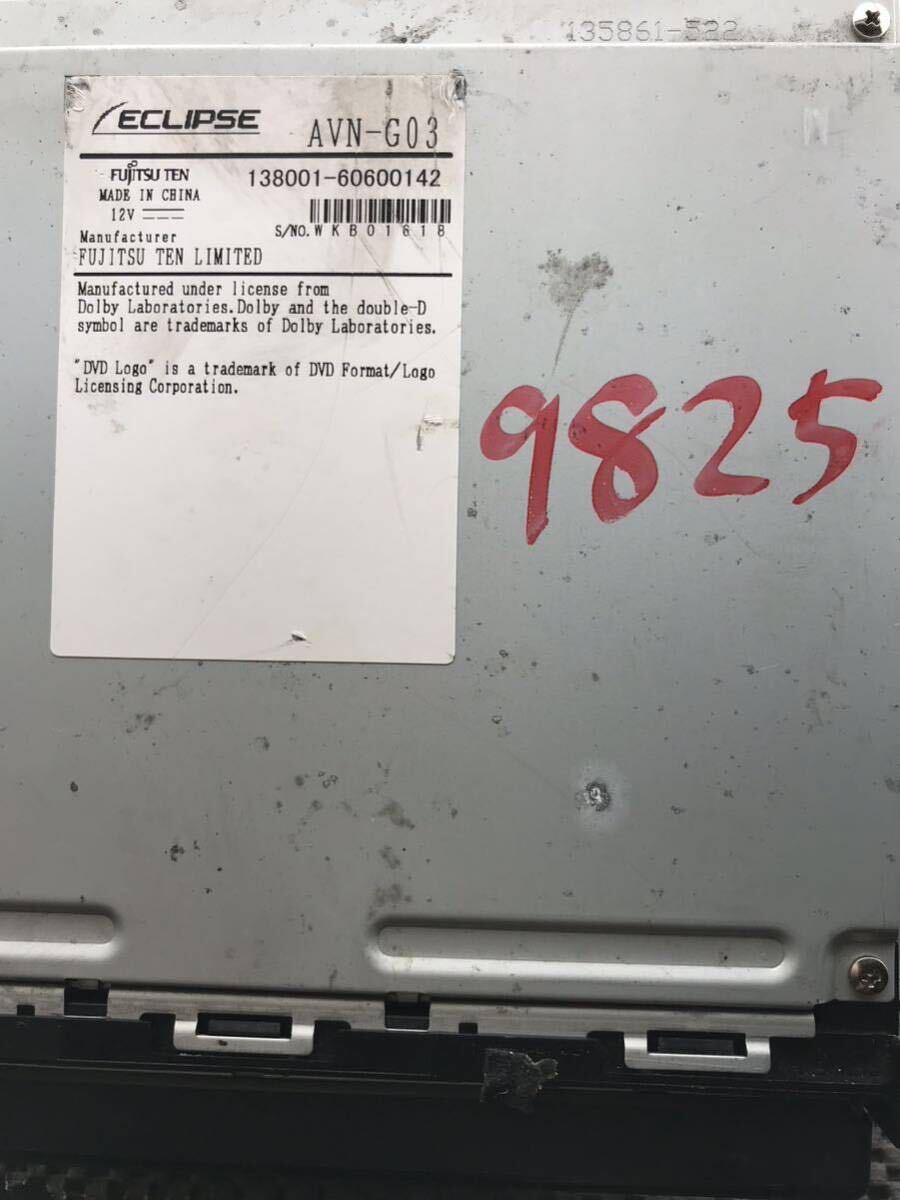 135861-522
ECLIPSE
AVN-G03
FUJITSU TEN
138001-60600142
MADE IN CHINA
12V
S/NO. WKB01618
Manufacturer
FUJITSU TEN LIMITED
Manufactured under license from
Dolby Laboratories.Dolby and the double-D
symbol are trademarks of Dolby Laboratories.
"DVD Logo" is a trademark of DVD Format/Logo
Licensing Corporation.
9825